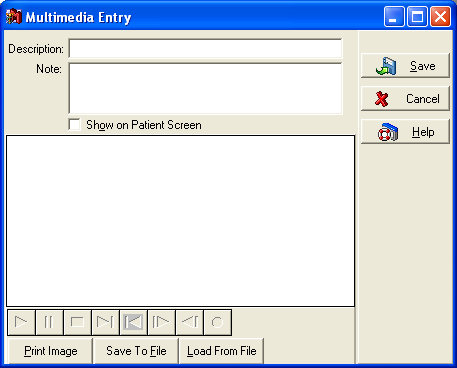 Multimedia Entry
Description:
Note:
Show on Patient Screen
Save
Cancel
Help
Print Image
Save To File
Load From File